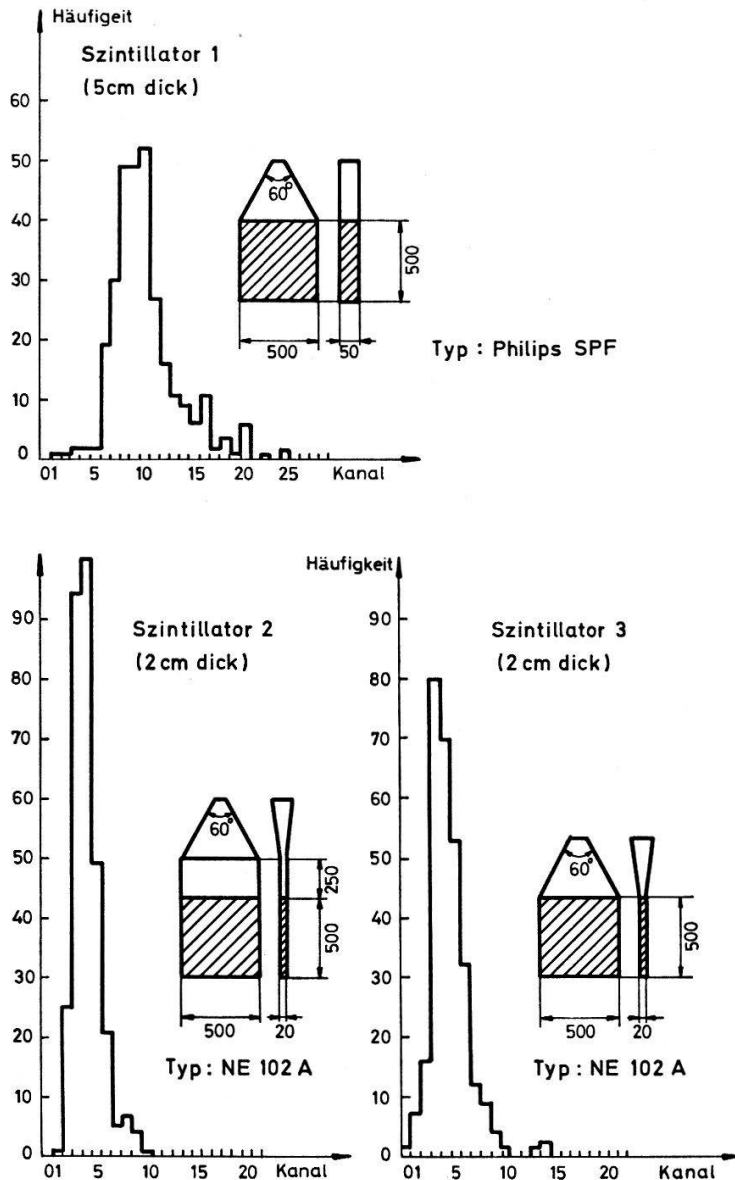 Häufigeit
Szintillator 1
(5cm dick)
60
50
40
30
20
10
0
60°
500
500
50
Typ : Philips SPF
01 5 10 15 20 25 Kanal
Häufigkeit
90
80
70
60
50
40
30
20
10
0
Szintillator 2
(2cm dick)
60°
250
500
500
20
Typ : NE 102 A
01 5 10 15 20 Kanal
90
80
70
60
50
40
30
20
10
0
Szintillator 3
(2cm dick)
60°
500
500
20
Typ : NE 102 A
01 5 10 15 20 Kanal